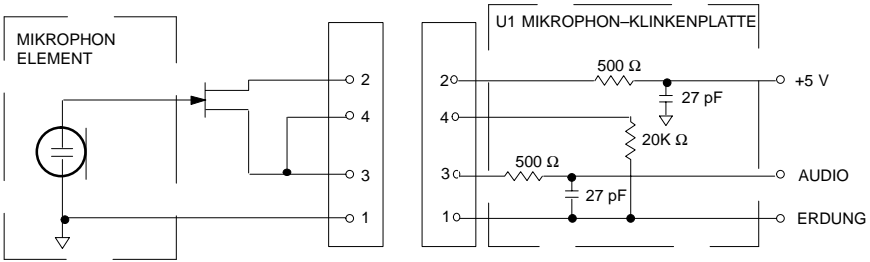 MIKROPHON
ELEMENT
2
4
3
1
U1 MIKROPHON–KLINKENPLATTE
2
4
3
1
500 Ω
27 pF
20K Ω
500 Ω
27 pF
+5 V
AUDIO
ERDUNG